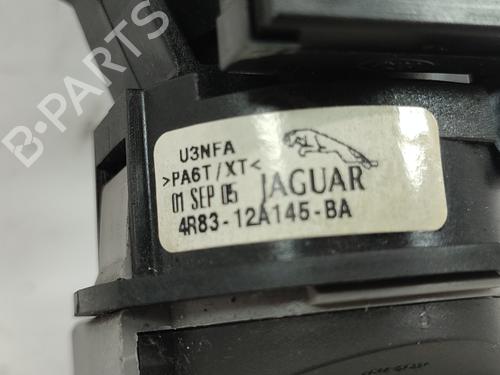 B-PARTS
U3NFA
>PA6T/XT<
01 SEP 05 JAGUAR
4R83-12A145-BA